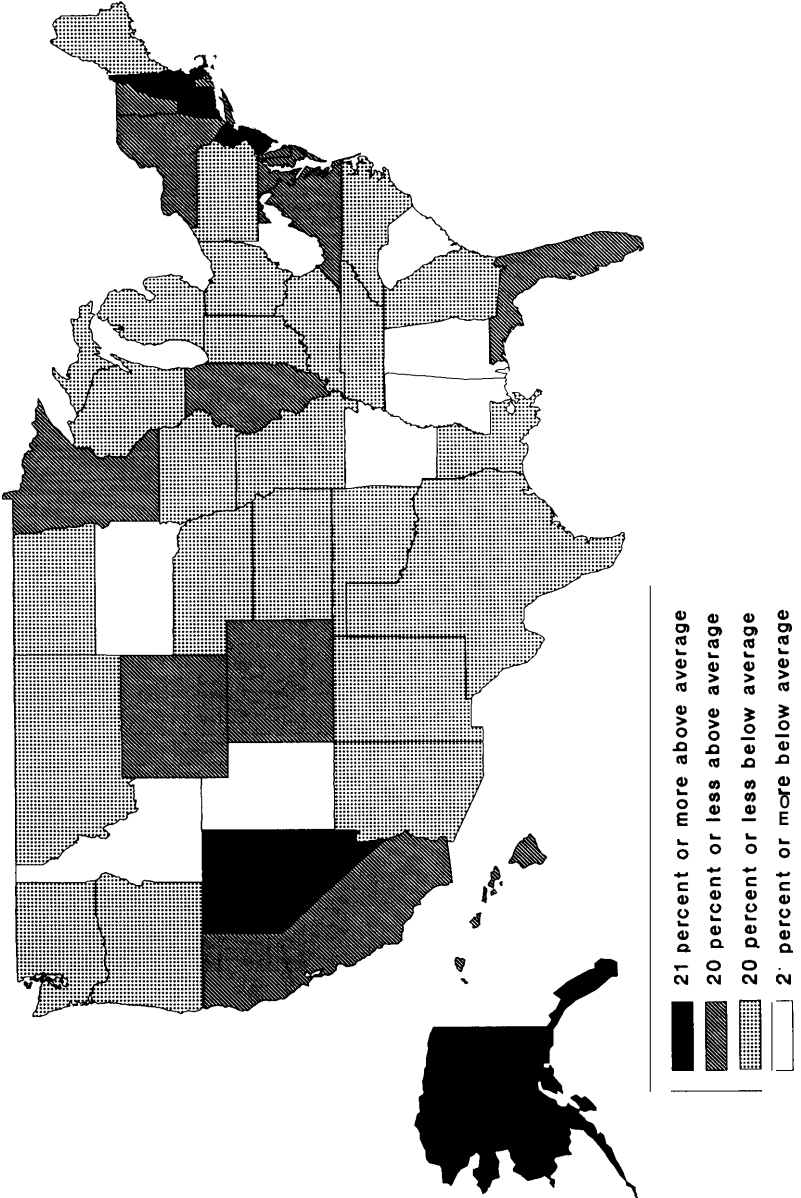 21 percent or more above average
20 percent or less above average
20 percent or less below average
2' percent or more below average